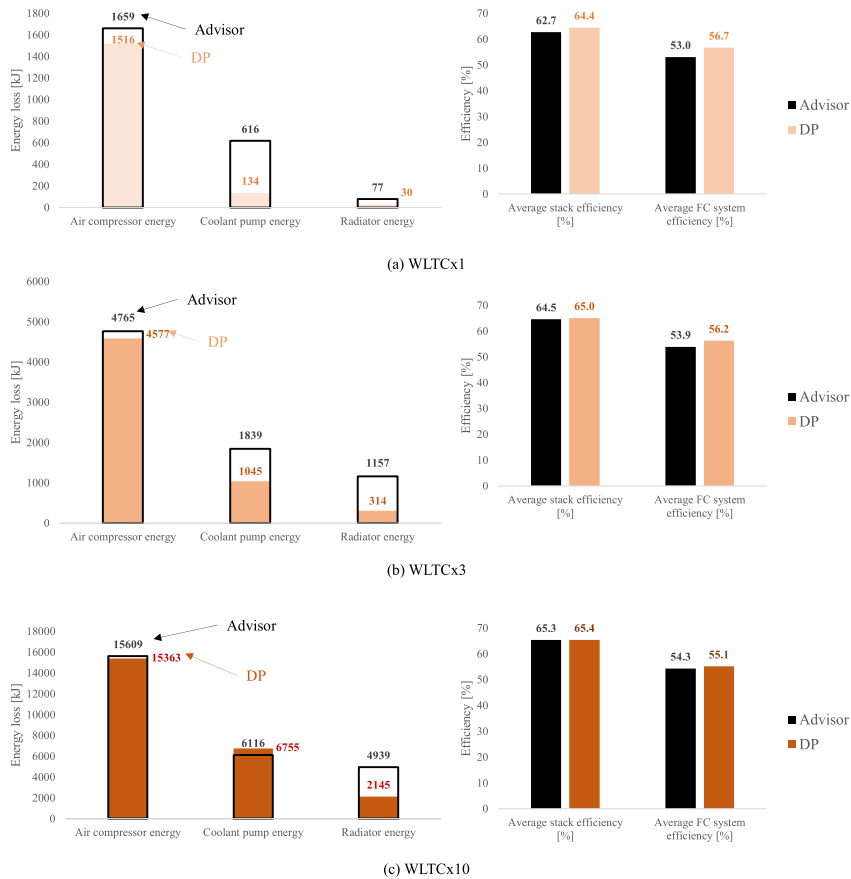 1800
1600
1400
1200
1000
800
600
400
200
0
Energy loss [kJ]
1659
1516
Advisor
DP
616
134
77
30
Air compressor energy
Coolant pump energy
Radiator energy
70
60
50
40
30
20
10
0
Efficiency [%]
62.7
64.4
53.0
56.7
Average stack efficiency
[%]
Average FC system
efficiency [%]
Advisor
DP
(a) WLTCx1
6000
5000
4000
3000
2000
1000
0
Energy loss [kJ]
4765
4577
Advisor
DP
1839
1045
1157
314
Air compressor energy
Coolant pump energy
Radiator energy
70
60
50
40
30
20
10
0
Efficiency [%]
64.5
65.0
53.9
56.2
Average stack efficiency
[%]
Average FC system
efficiency [%]
Advisor
DP
(b) WLTCx3
18000
16000
14000
12000
10000
8000
6000
4000
2000
0
Energy loss [kJ]
15609
15363
Advisor
DP
6116
6755
4939
2145
Air compressor energy
Coolant pump energy
Radiator energy
70
60
50
40
30
20
10
0
Efficiency [%]
65.3
65.4
54.3
55.1
Average stack efficiency
[%]
Average FC system
efficiency [%]
Advisor
DP
(c) WLTCx10